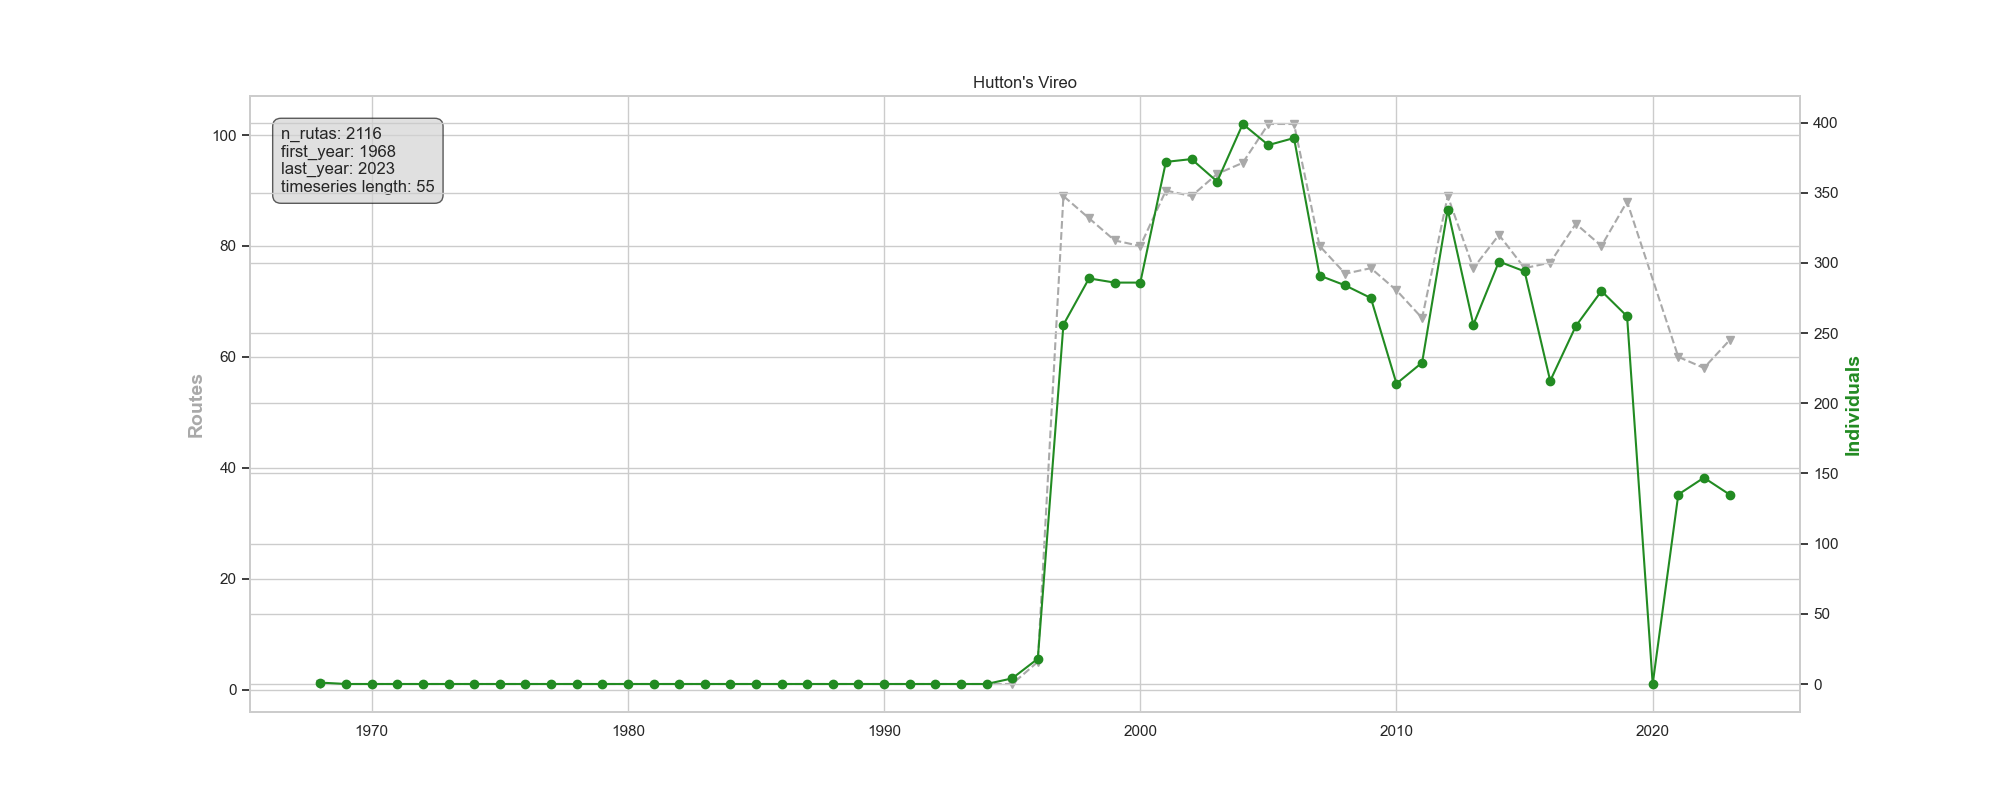 Hutton's Vireo
n_rutas: 2116
first_year: 1968
last_year: 2023
timeseries length: 55
100
80
60
40
20
0
Routes
400
350
300
250
200
150
100
50
0
Individuals
1970 1980 1990 2000 2010 2020